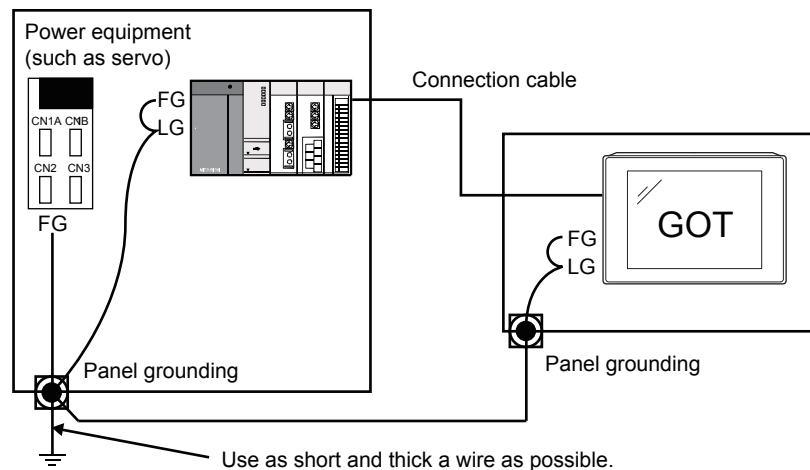 Power equipment
(such as servo)
Connection cable
FG
LG
CN1A CN1B
CN2 CN3
FG
GOT
FG
LG
Panel grounding
Panel grounding
Use as short and thick a wire as possible.